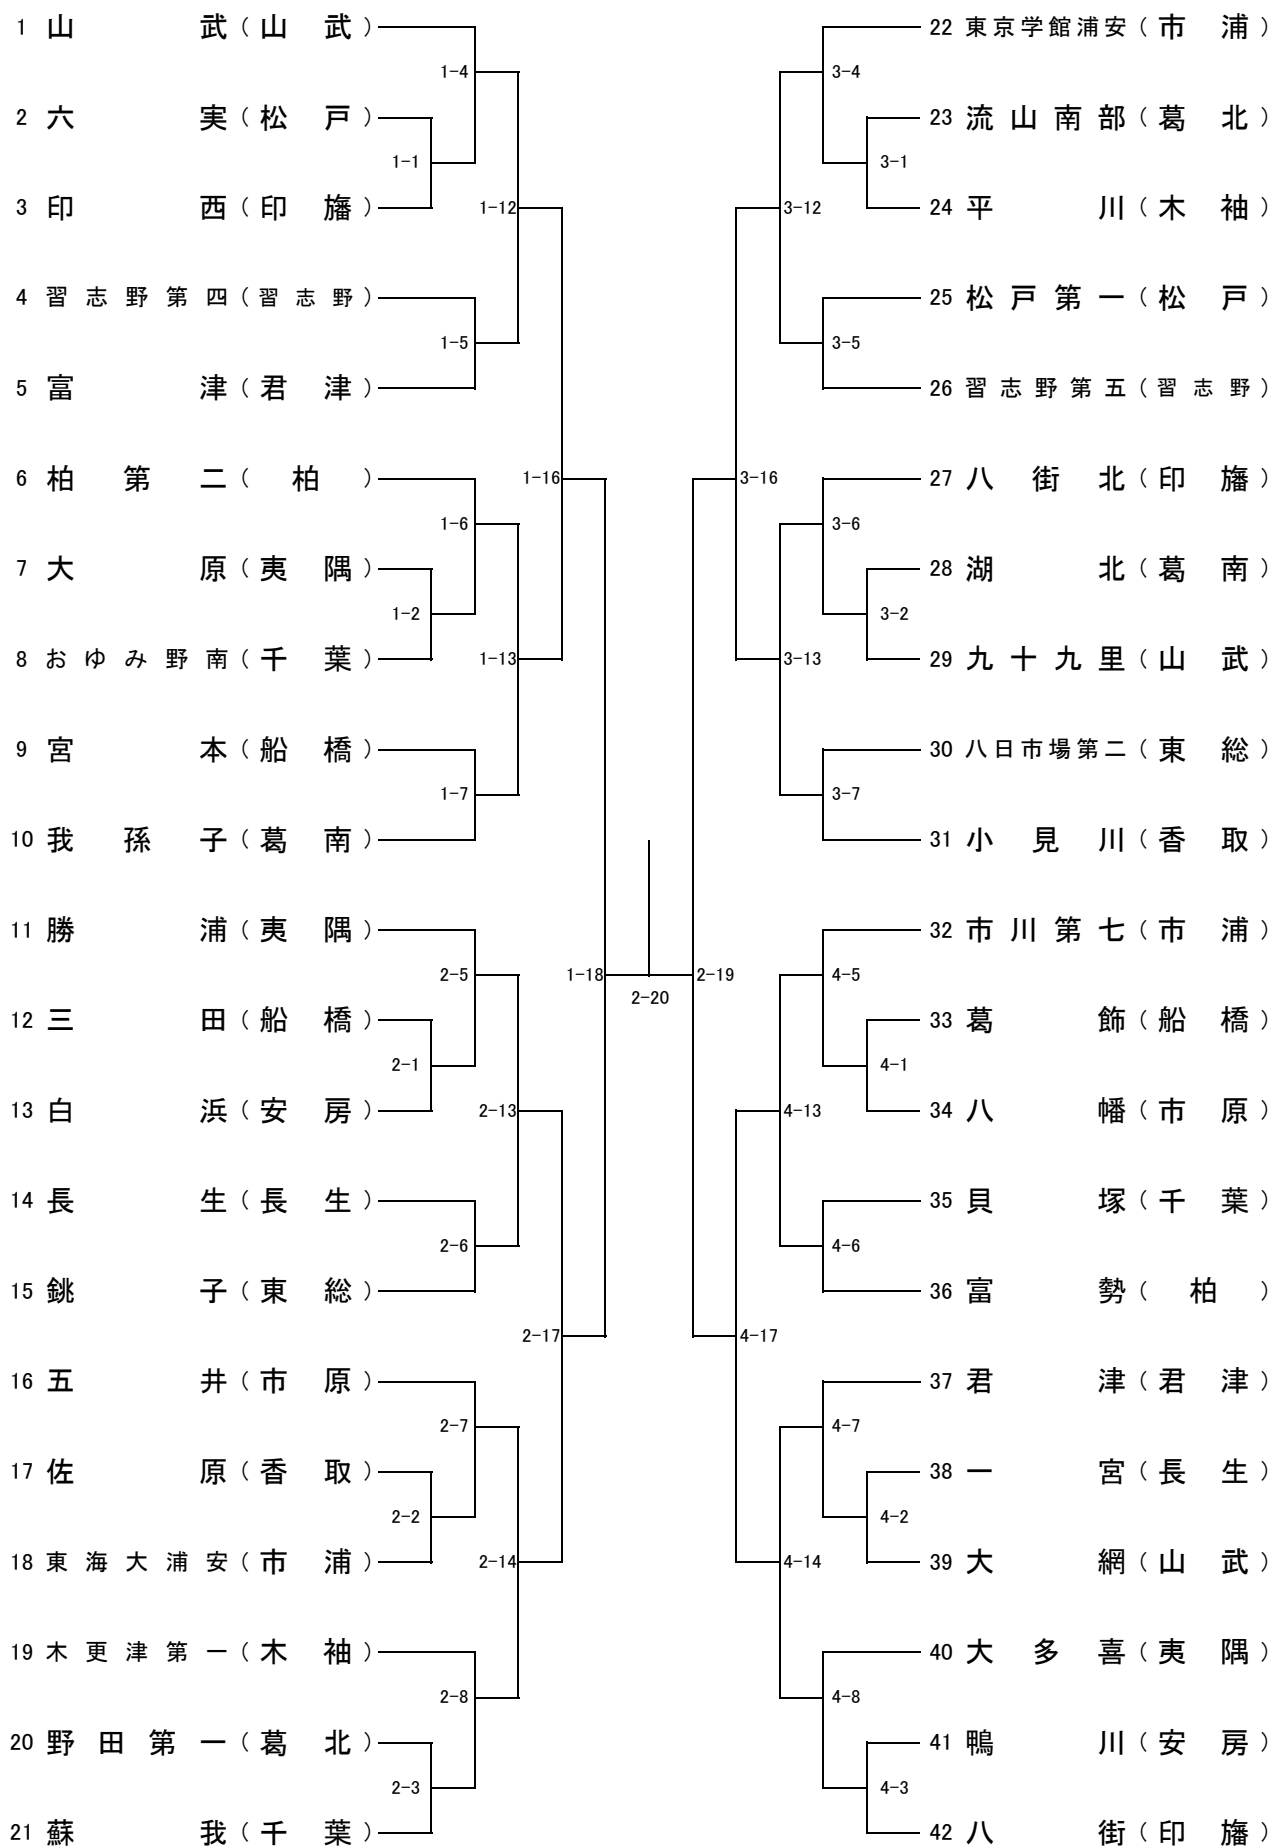 1 山武（山武）
1-4
2 六実（松戸）
1-1
3 印西（印旛）
1-12
4 習志野第四（習志野）
1-5
5 富津（君津）
1-16
6 柏第二（柏）
1-6
7 大原（夷隅）
1-2
8 おゆみ野南（千葉）
1-13
9 宮本（船橋）
1-7
10 我孫子（葛南）
11 勝浦（夷隅）
2-5
1-18
12 三田（船橋）
2-1
13 白浜（安房）
2-13
14 長生（長生）
2-6
15 銚子（東総）
2-17
16 五井（市原）
2-7
17 佐原（香取）
2-2
18 東海大浦安（市浦）
2-14
19 木更津第一（木袖）
2-8
20 野田第一（葛北）
2-3
21 蘇我（千葉）
2-20
22 東京学館浦安（市浦）
3-4
23 流山南部（葛北）
3-1
24 平川（木袖）
3-12
25 松戸第一（松戸）
3-5
26 習志野第五（習志野）
3-16
27 八街北（印旛）
3-6
28 湖北（葛南）
3-2
29 九十九里（山武）
3-13
30 八日市場第二（東総）
3-7
31 小見川（香取）
32 市川第七（市浦）
2-19
4-5
33 葛飾（船橋）
4-1
34 八幡（市原）
4-13
35 貝塚（千葉）
4-6
36 富勢（柏）
4-17
37 君津（君津）
4-7
38 一宮（長生）
4-2
39 大網（山武）
4-14
40 大多喜（夷隅）
4-8
41 鴨川（安房）
4-3
42 八街（印旛）